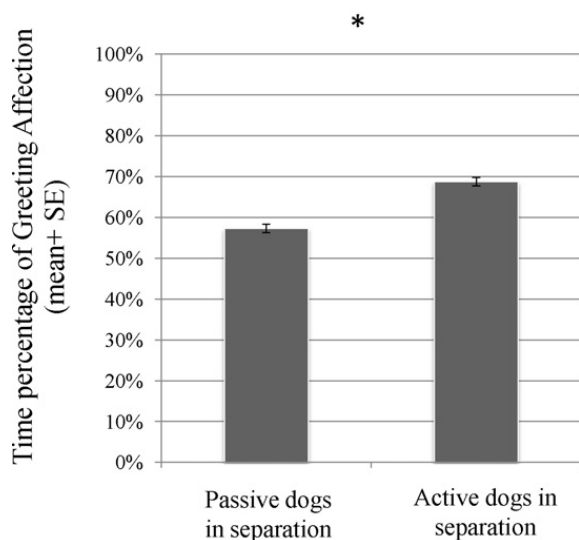 *
Time percentage of Greeting Affection
(mean+ SE)
100%
90%
80%
70%
60%
50%
40%
30%
20%
10%
0%
Passive dogs
in separation
Active dogs in
separation